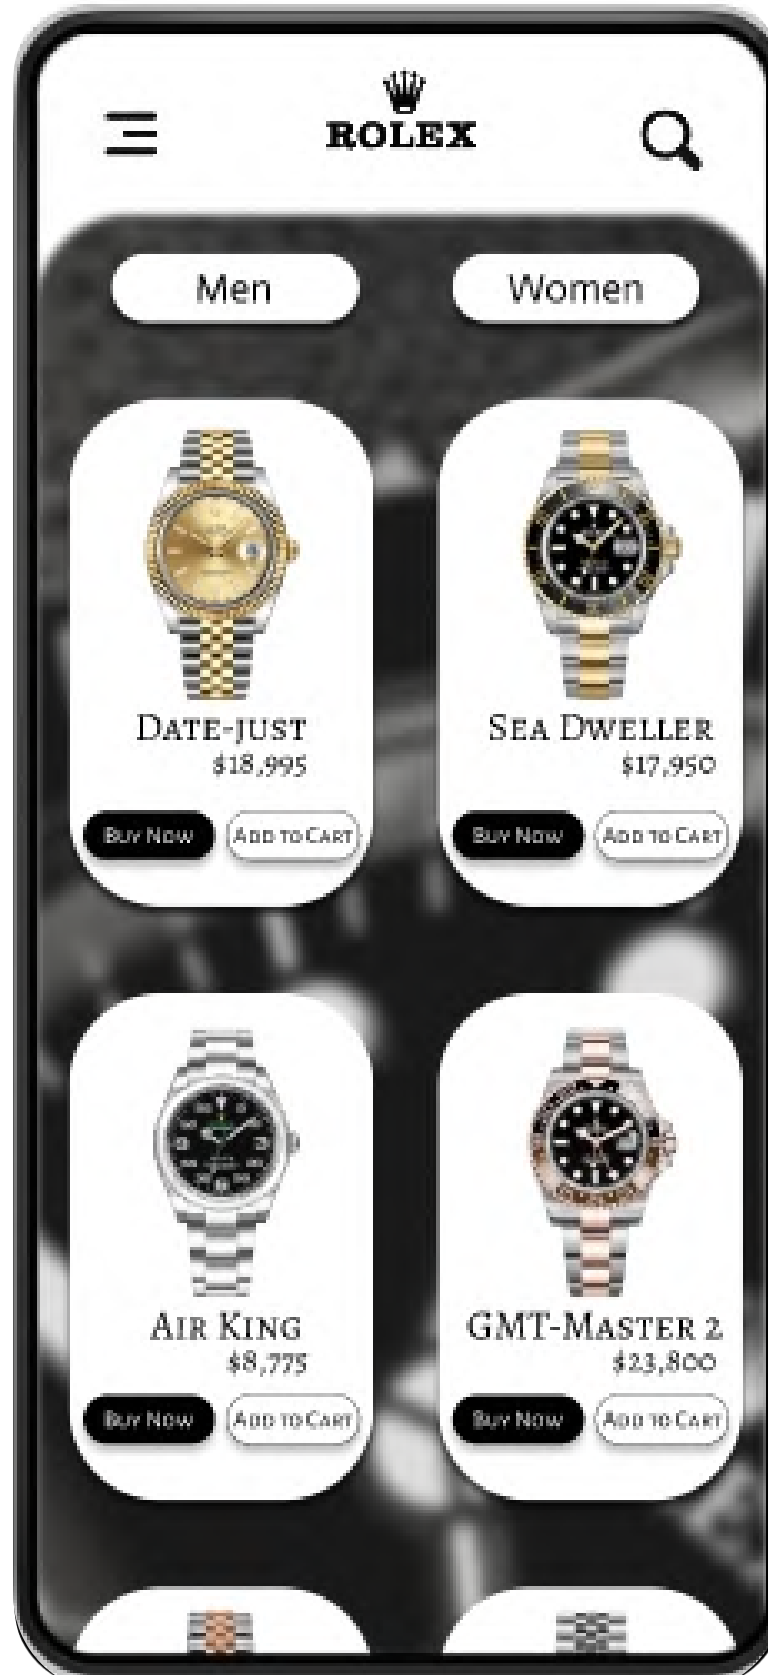 ROLEX
Men
Women
Date-just
$18,995
Buy Now
Add to Cart
Sea Dweller
$17,950
Buy Now
Add to Cart
Air King
$8,775
Buy Now
Add to Cart
GMT-Master 2
$23,800
Buy Now
Add to Cart